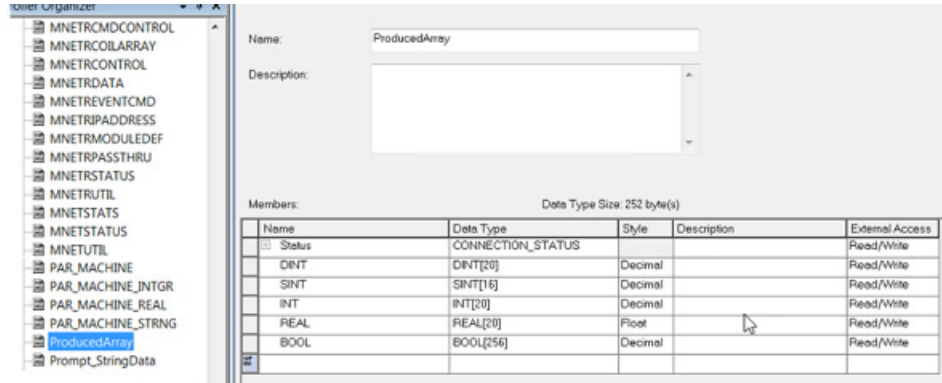 oller Organizer
MNETRCMDCONTROL
MNETRCOILARRAY
MNETRCONTROL
MNETRDATA
MNETREVENTCMD
MNETRIPADDRESS
MNETRMODULEDEF
MNETRPASSTHRU
MNETRSTATUS
MNETRUTIL
MNETSTATS
MNETSTATUS
MNETUTIL
PAR_MACHINE
PAR_MACHINE_INTGR
PAR_MACHINE_REAL
PAR_MACHINE_STRNG
ProducedArray
Prompt_StringData
Name: ProducedArray
Description:
Members: Data Type Size: 252 byte(s)
Name Data Type Style Description External Access
Status CONNECTION_STATUS Read/Write
DINT DINT[20] Decimal Read/Write
SINT SINT[16] Decimal Read/Write
INT INT[20] Decimal Read/Write
REAL REAL[20] Float Read/Write
BOOL BOOL[256] Decimal Read/Write